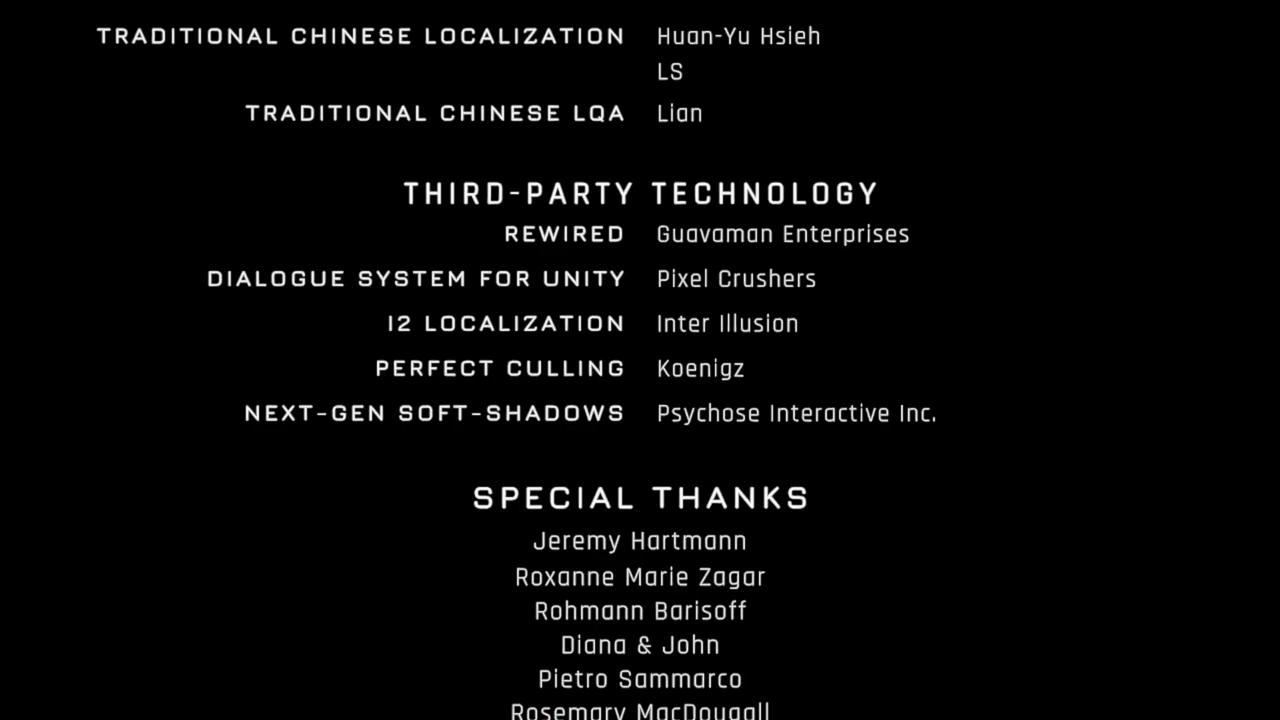 TRADITIONAL CHINESE LOCALIZATION Huan-Yu Hsieh
LS
TRADITIONAL CHINESE LQA Lian
THIRD-PARTY TECHNOLOGY
REWIRED Guavaman Enterprises
DIALOGUE SYSTEM FOR UNITY Pixel Crushers
I2 LOCALIZATION Inter Illusion
PERFECT CULLING Koenigz
NEXT-GEN SOFT-SHADOWS Psychose Interactive Inc.
SPECIAL THANKS
Jeremy Hartmann
Roxanne Marie Zagar
Rohmann Barisoff
Diana & John
Pietro Sammarco
Rosemary MacDougall